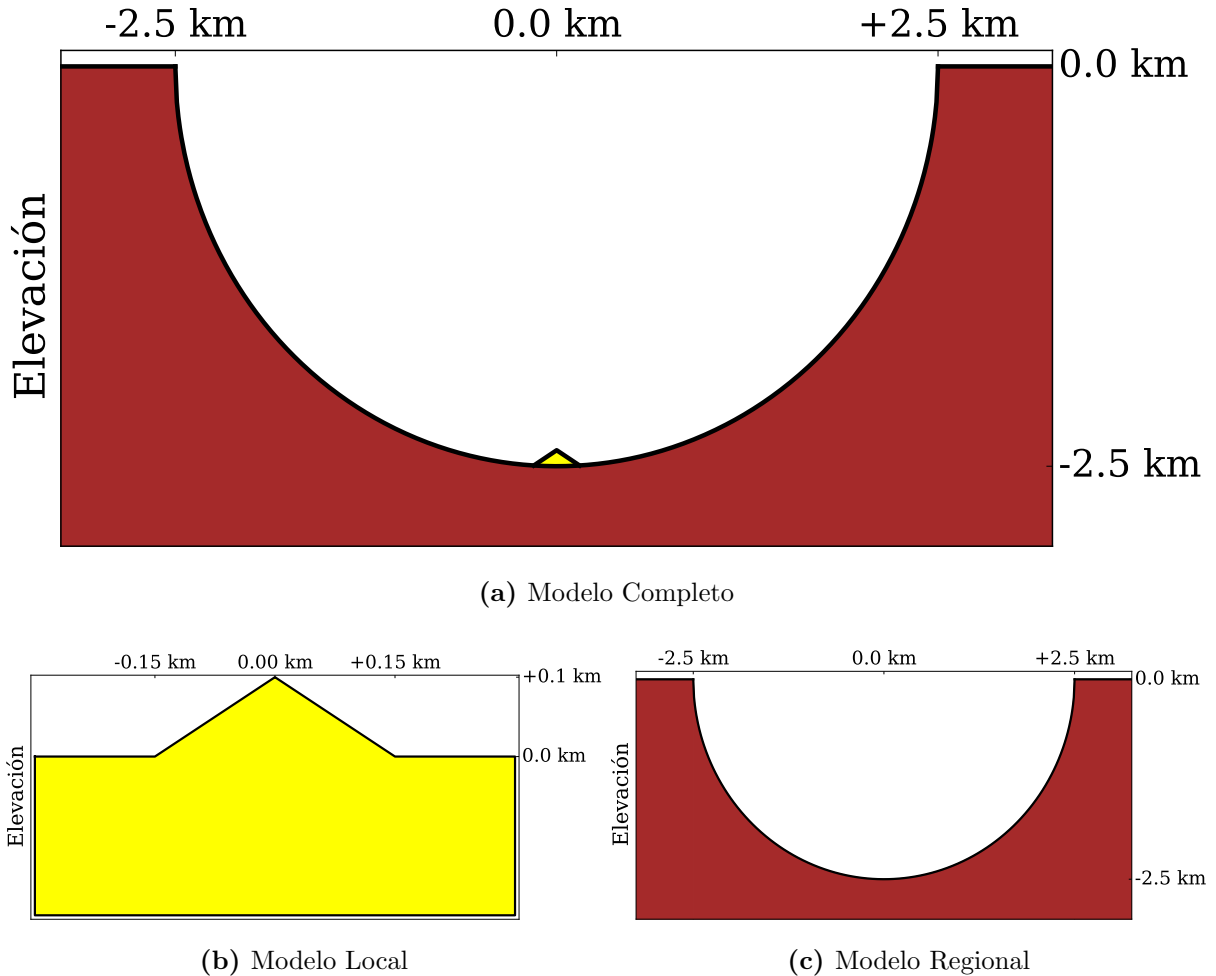 -2.5 km 0.0 km +2.5 km
0.0 km
Elevación
-2.5 km
(a) Modelo Completo
-0.15 km 0.00 km +0.15 km
+0.1 km
0.0 km
Elevación
(b) Modelo Local
-2.5 km 0.0 km +2.5 km
0.0 km
Elevación
-2.5 km
(c) Modelo Regional